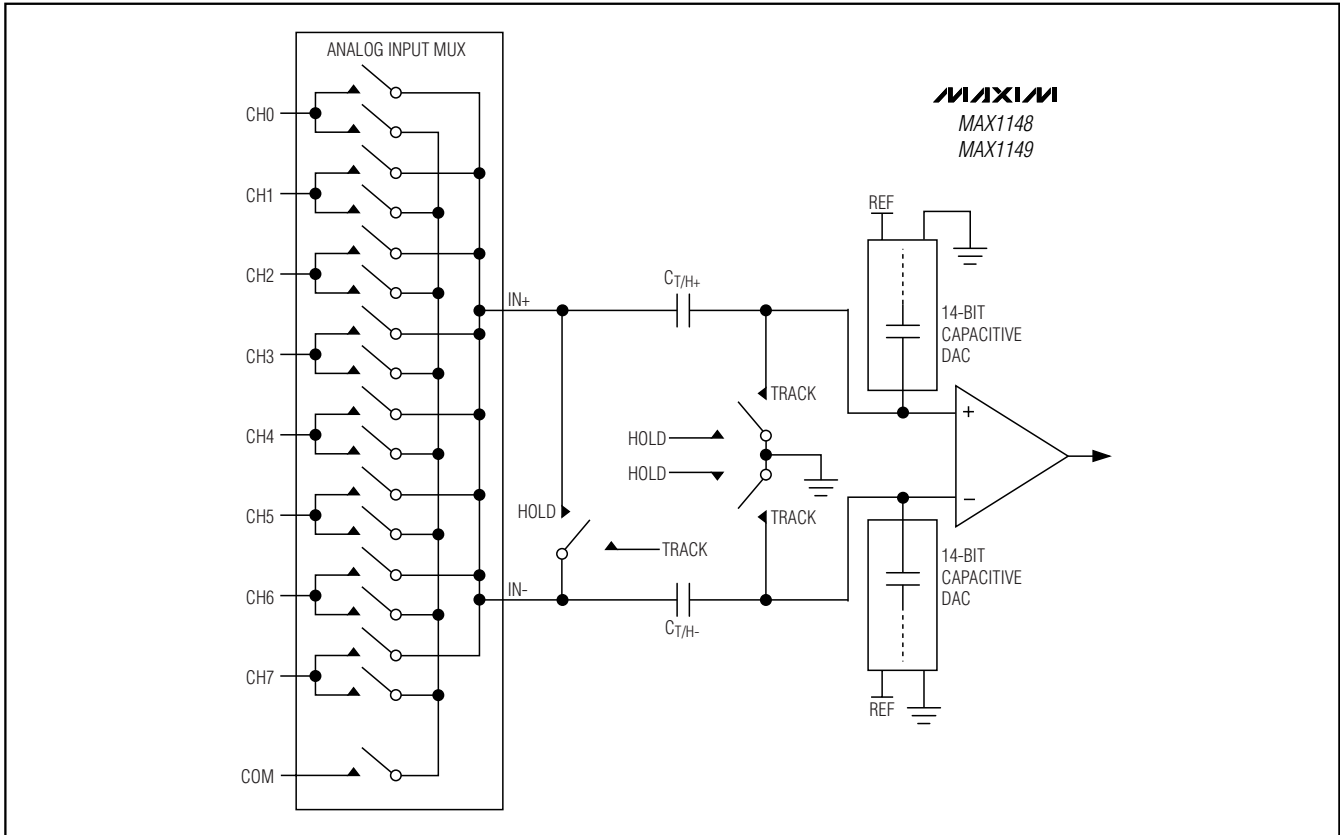 ANALOG INPUT MUX
MAXIM
MAX1148
MAX1149
CH0
CH1
CH2
CH3
CH4
CH5
CH6
CH7
COM
IN+
IN-
HOLD
TRACK
CT/H+
CT/H-
HOLD
HOLD
TRACK
TRACK
REF
14-BIT
CAPACITIVE
DAC
+
−
14-BIT
CAPACITIVE
DAC
REF